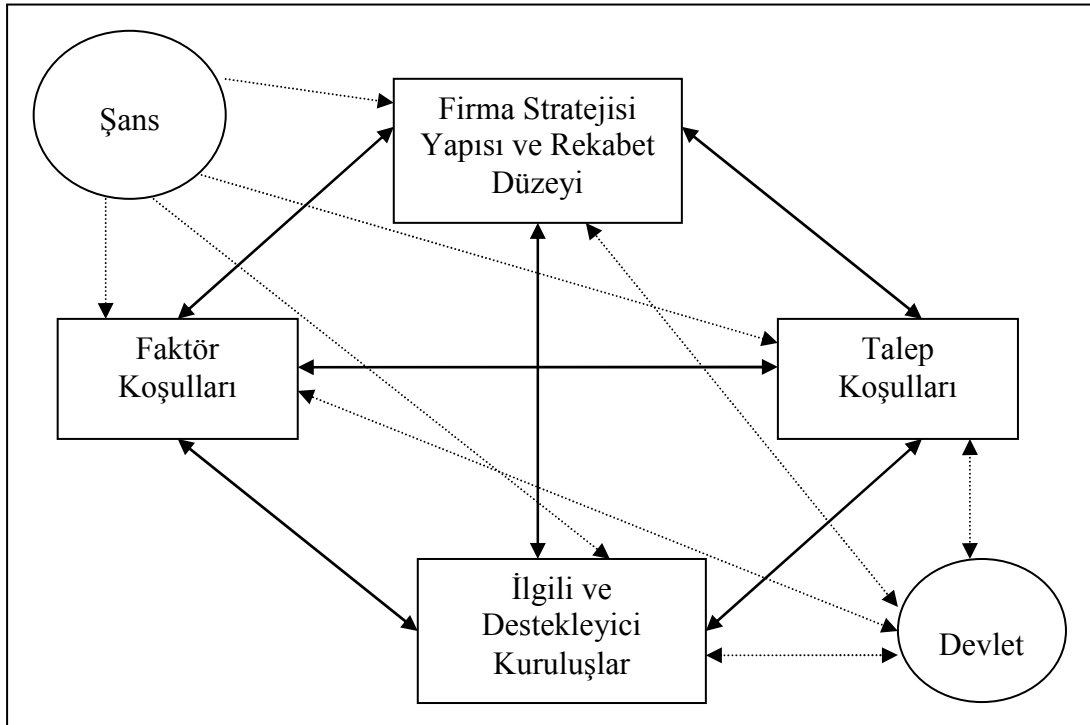 Şans
Firma Stratejisi
Yapısı ve Rekabet
Düzeyi
Faktör
Koşulları
Talep
Koşulları
İlgili ve
Destekleyici
Kuruluşlar
Devlet